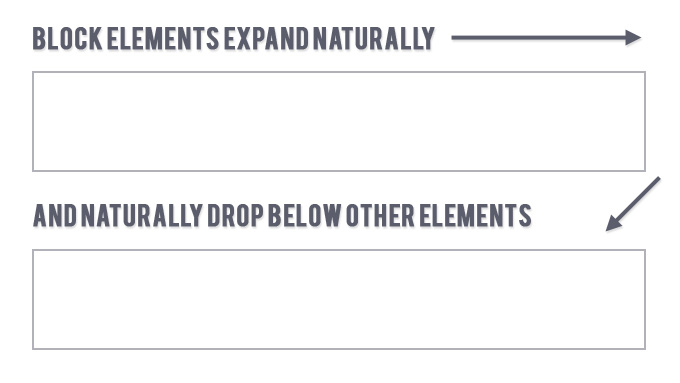 BLOCK ELEMENTS EXPAND NATURALLY
AND NATURALLY DROP BELOW OTHER ELEMENTS